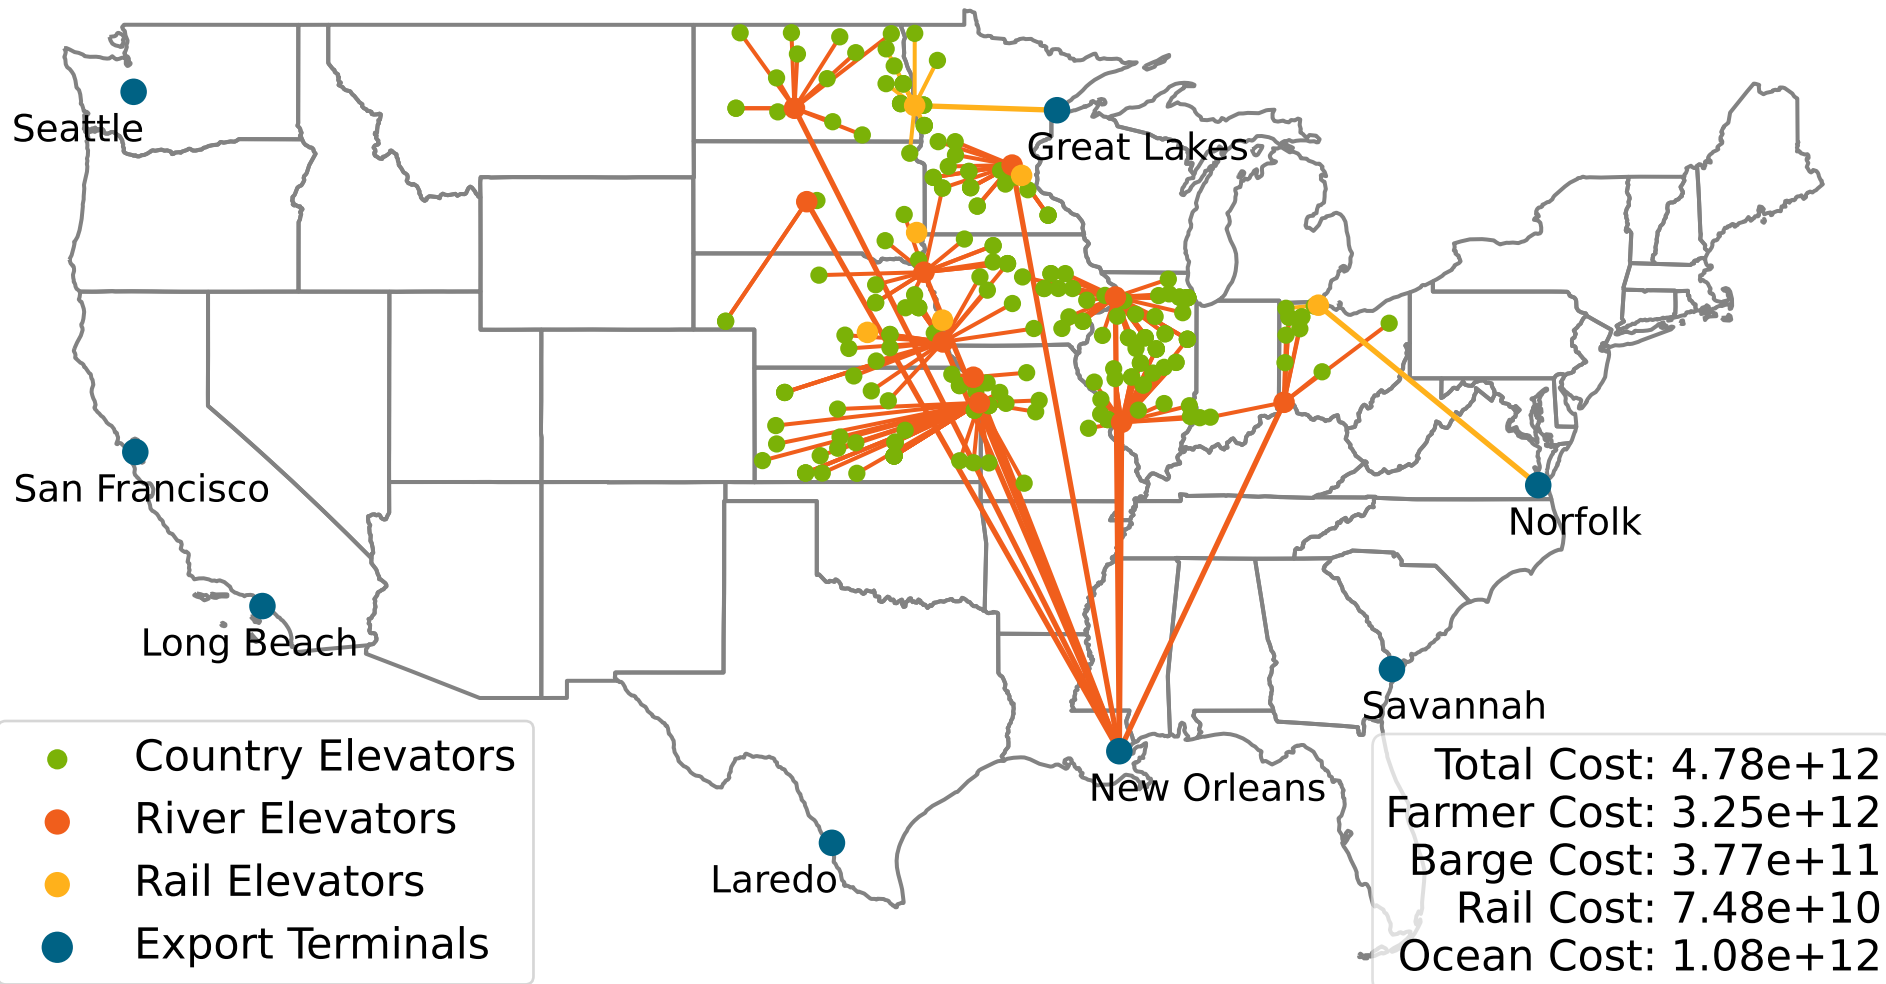 Seattle
Great Lakes
San Francisco
Norfolk
Long Beach
Savannah
New Orleans
Laredo
Country Elevators
River Elevators
Rail Elevators
Export Terminals
Total Cost: 4.78e+12
Farmer Cost: 3.25e+12
Barge Cost: 3.77e+11
Rail Cost: 7.48e+10
Ocean Cost: 1.08e+12